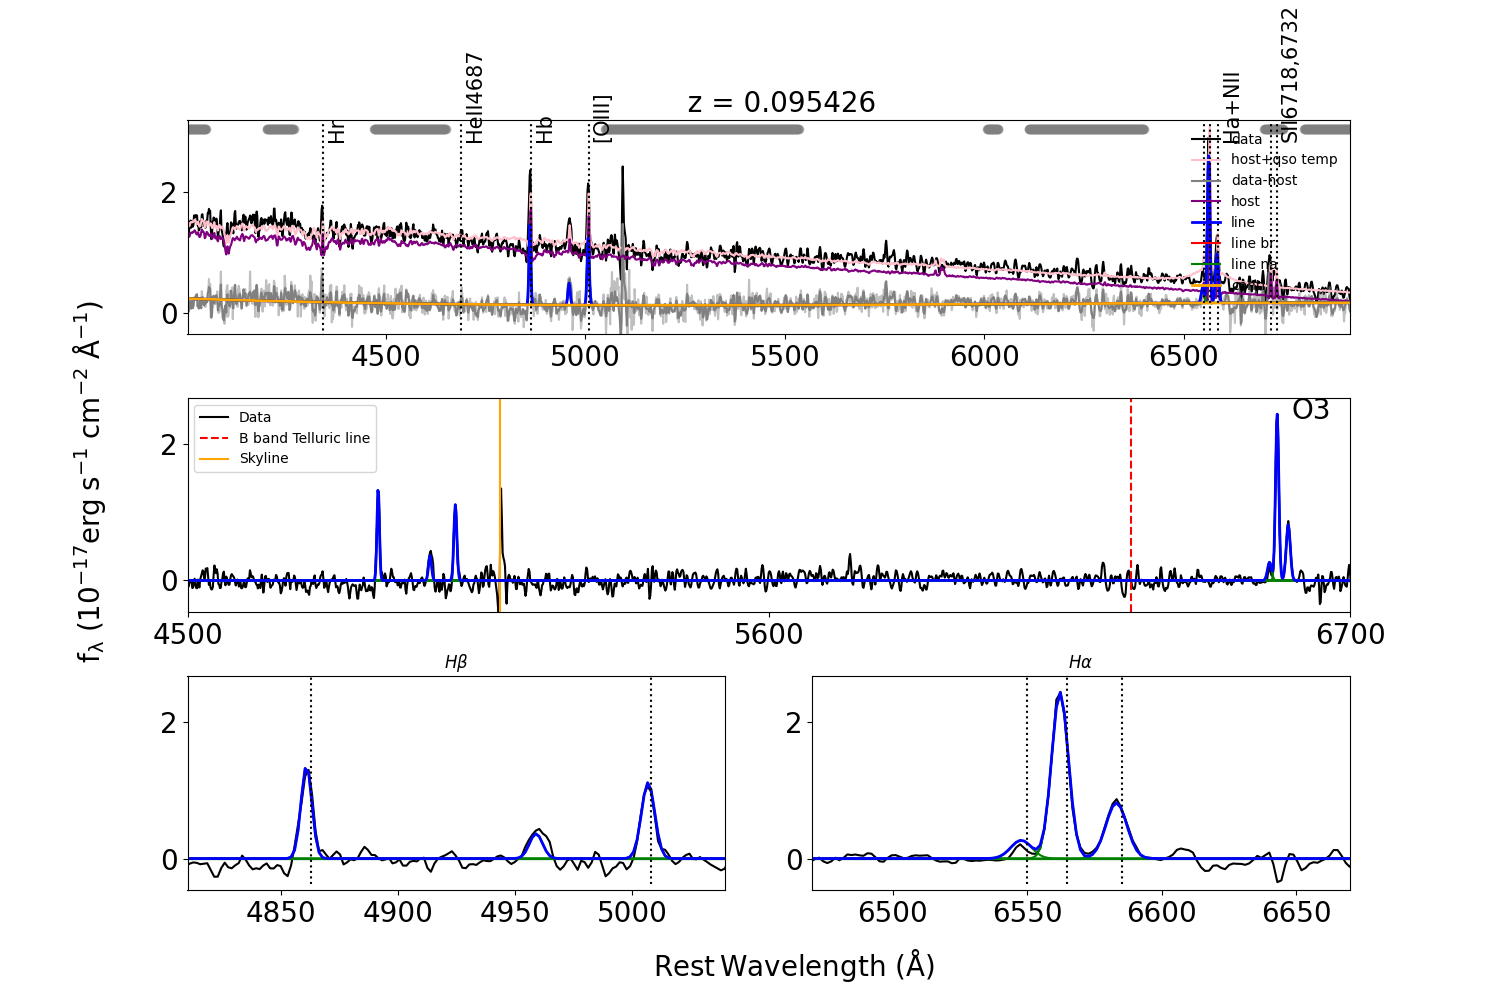 z = 0.095426
Hr
HeII4687
Hb
[OIII]
Ha+NII
SII6718,6732
data
host+qso temp
data-host
host
line
line br
line na
2
0
4500
5000
5500
6000
6500
Data
B band Telluric line
Skyline
O3
2
0
4500
5600
6700
fλ (10⁻¹⁷erg s⁻¹ cm⁻² Å⁻¹)
Hβ
2
0
4850
4900
4950
5000
Hα
2
0
6500
6550
6600
6650
Rest Wavelength (Å)